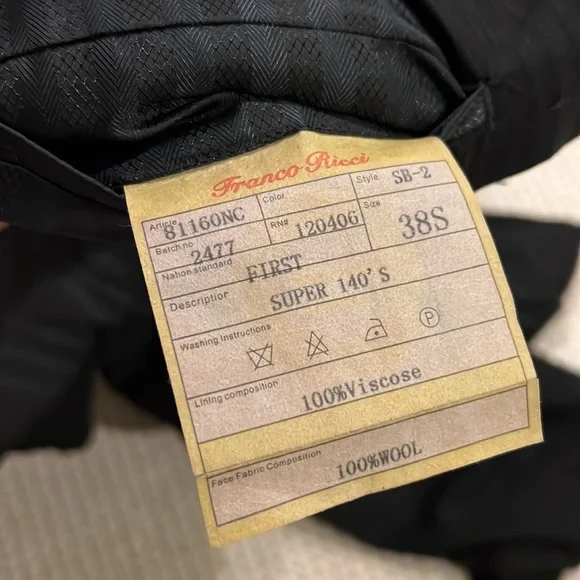 Franco Ricci
Article 81160NC Color Style SB-2
Batch no 2477 RN# 120406 Size 38S
Nation standard FIRST
Description SUPER 140'S
Washing Instructions
P
Lining composition 100%Viscose
Face Fabric Composition 100%WOOL